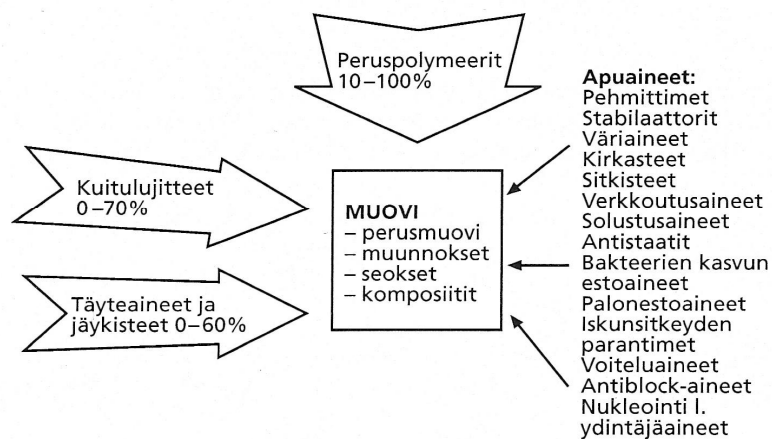 Peruspolymeerit
10–100%
Kuitulujitteet
0–70%
Täyteaineet ja
jäykisteet 0–60%
MUOVI
– perusmuovi
– muunnokset
– seokset
– komposiitit
Apuaineet:
Pehmittimet
Stabilaattorit
Väriaineet
Kirkasteet
Sitkisteet
Verkkoutusaineet
Solustusaineet
Antistaatit
Bakteerien kasvun
estoaineet
Palonestoaineet
Iskunsitkeyden
parantimet
Voiteluaineet
Antiblock-aineet
Nukleointi l.
ydintäjäaineet